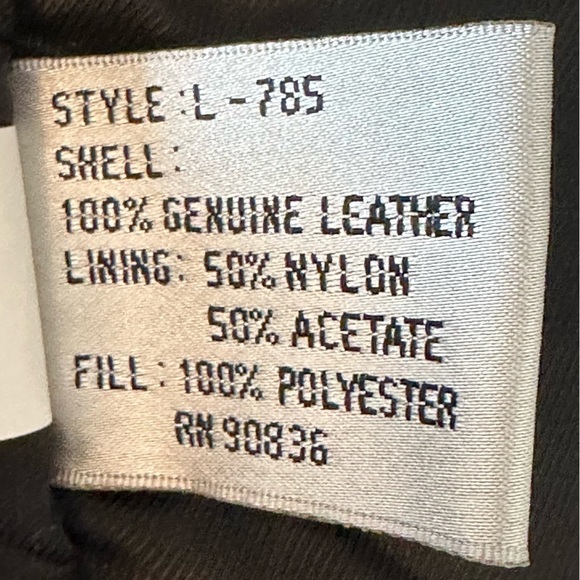 STYLE:L-785
SHELL:
100% GENUINE LEATHER
LINING: 50% NYLON
50% ACETATE
FILL: 100% POLYESTER
RN 90836